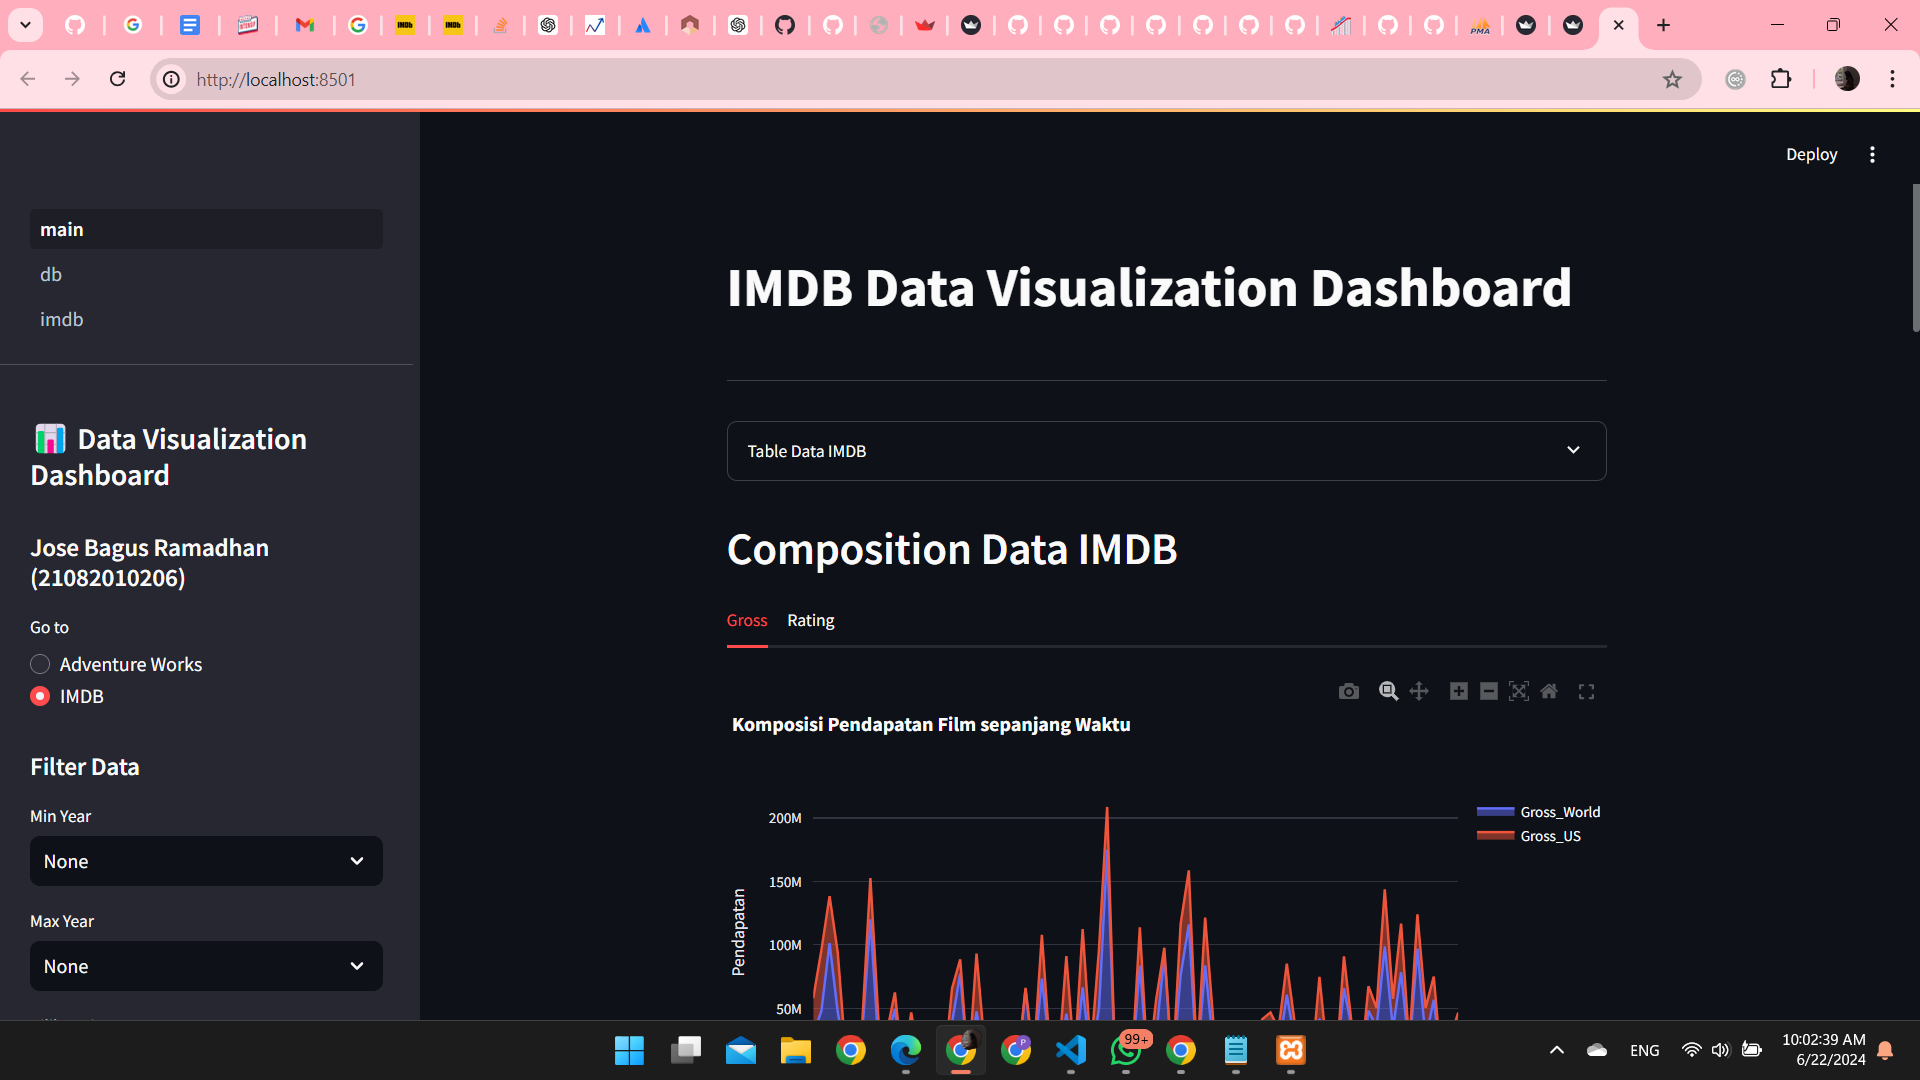 IMDb
IMDb
PMA
http://localhost:8501
Deploy
main
db
imdb
Data Visualization
Dashboard
Jose Bagus Ramadhan
(21082010206)
Go to
Adventure Works
IMDB
Filter Data
Min Year
None
Max Year
None
IMDB Data Visualization Dashboard
Table Data IMDB
Composition Data IMDB
Gross Rating
Komposisi Pendapatan Film sepanjang Waktu
Gross_World
Gross_US
Pendapatan
200M
150M
100M
50M
P
99+
ENG
10:02:39 AM
6/22/2024